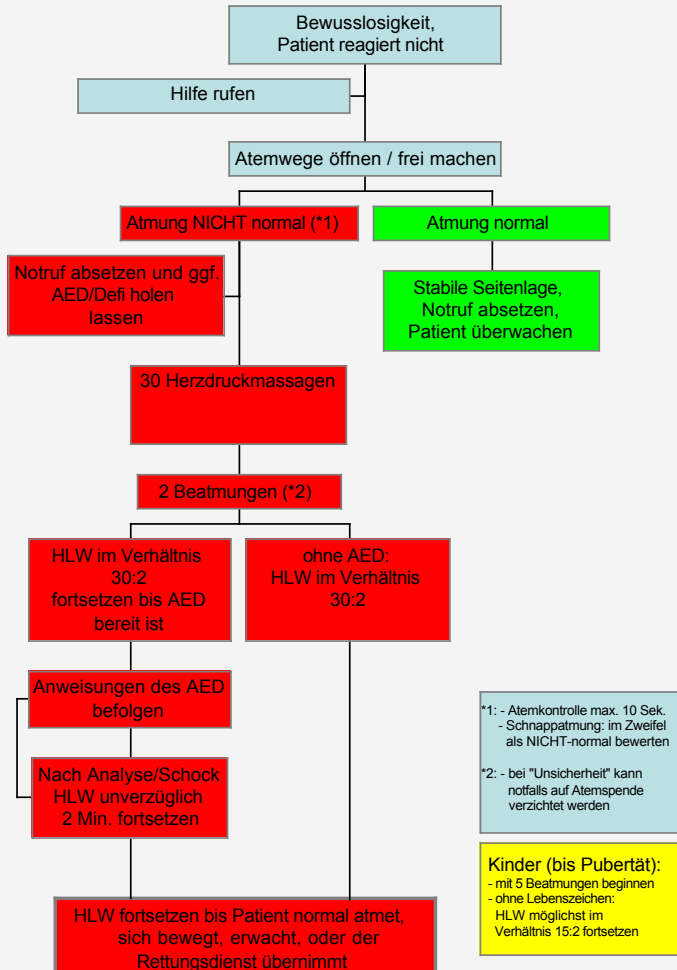 Bewusslosigkeit,
Patient reagiert nicht
Hilfe rufen
Atemwege öffnen / frei machen
Atmung NICHT normal (*1)
Atmung normal
Notruf absetzen und ggf.
AED/Defi holen
lassen
Stabile Seitenlage,
Notruf absetzen,
Patient überwachen
30 Herzdruckmassagen
2 Beatmungen (*2)
HLW im Verhältnis
30:2
fortsetzen bis AED
bereit ist
ohne AED:
HLW im Verhältnis
30:2
Anweisungen des AED
befolgen
Nach Analyse/Schock
HLW unverzüglich
2 Min. fortsetzen
HLW fortsetzen bis Patient normal atmet,
sich bewegt, erwacht, oder der
Rettungsdienst übernimmt
*1: - Atemkontrolle max. 10 Sek.
- Schnappatmung: im Zweifel
als NICHT-normal bewerten
*2: - bei "Unsicherheit" kann
notfalls auf Atemspende
verzichtet werden
Kinder (bis Pubertät):
- mit 5 Beatmungen beginnen
- ohne Lebenszeichen:
HLW möglichst im
Verhältnis 15:2 fortsetzen